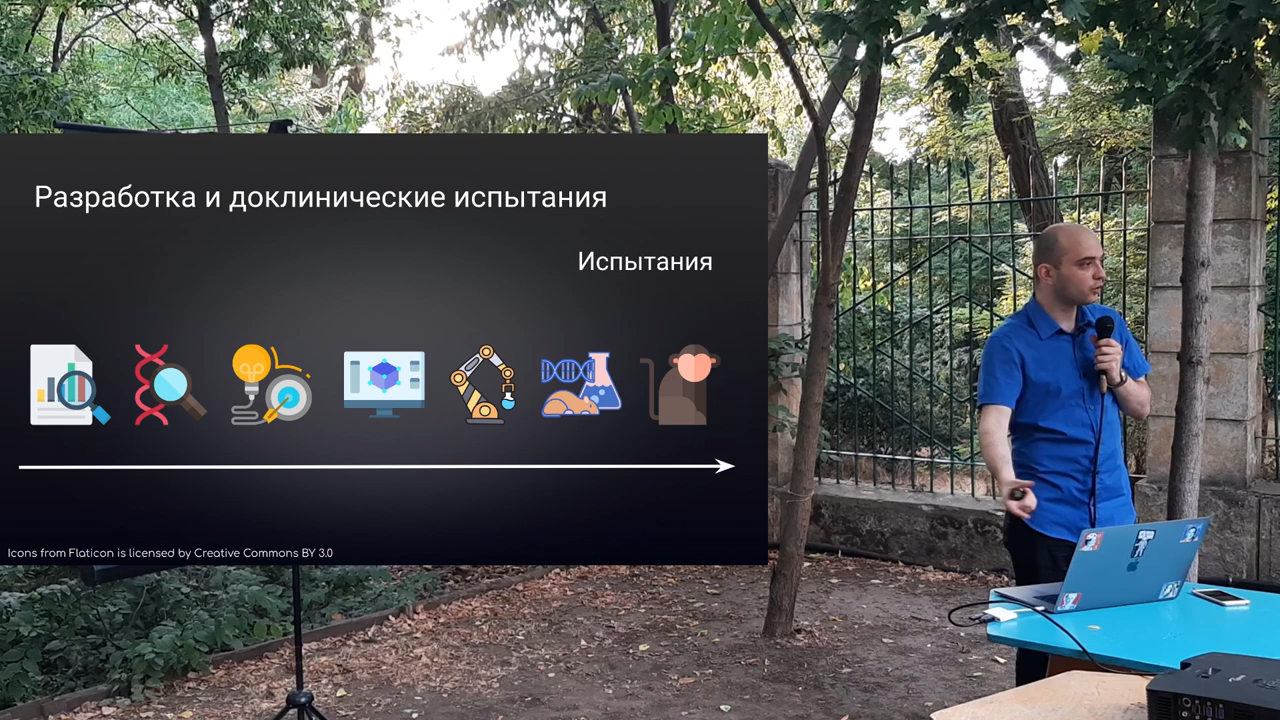 Разработка и доклинические испытания
Испытания
Icons from Flaticon is licensed by Creative Commons BY 3.0